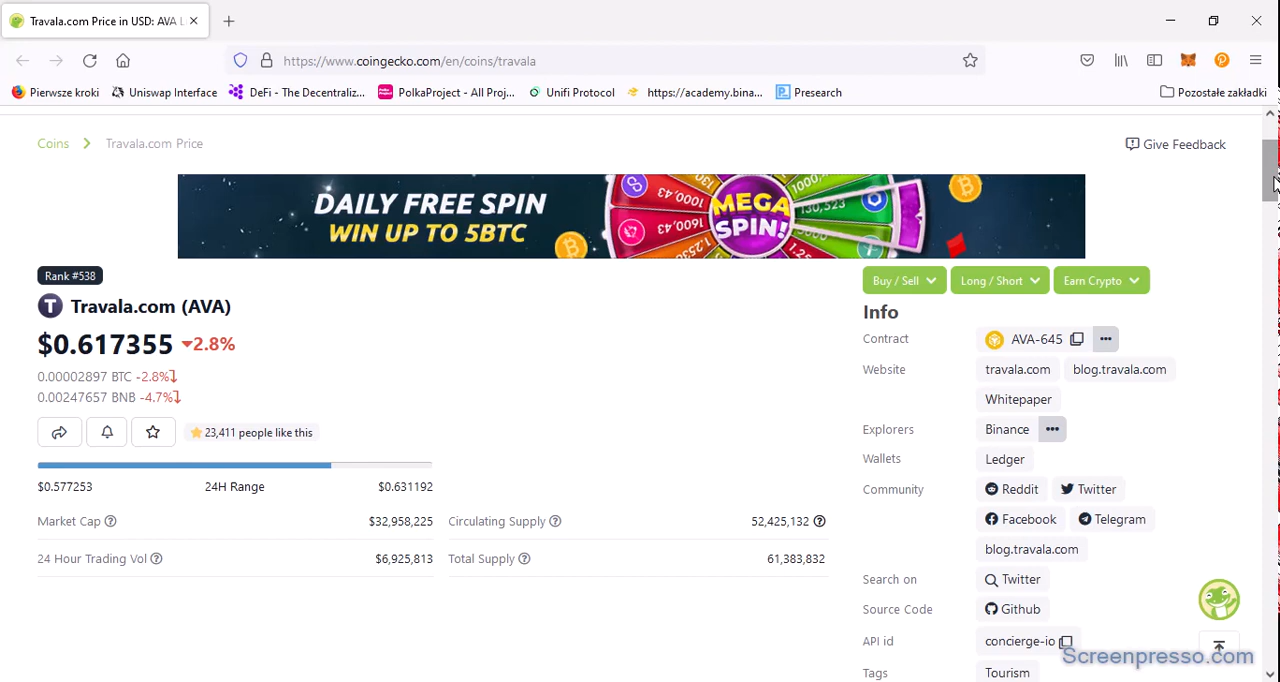 Travala.com Price in USD: AVA L
https://www.coingecko.com/en/coins/travala
Pierwsze kroki
Uniswap Interface
DeFi - The Decentraliz...
PolkaProject - All Proj...
Unifi Protocol
https://academy.bina...
Presearch
Pozostałe zakładki
Coins
Travala.com Price
Give Feedback
DAILY FREE SPIN
WIN UP TO 5BTC
MEGA
SPIN!
Rank #538
Travala.com (AVA)
$0.617355 2.8%
0.00002897 BTC -2.8%
0.00247657 BNB -4.7%
23,411 people like this
$0.577253 24H Range $0.631192
Market Cap $32,958,225
24 Hour Trading Vol $6,925,813
Circulating Supply 52,425,132
Total Supply 61,383,832
Buy / Sell Long / Short Earn Crypto
Info
Contract AVA-645
Website travala.com blog.travala.com
Whitepaper
Explorers Binance
Wallets Ledger
Community Reddit Twitter
Facebook Telegram
blog.travala.com
Search on Twitter
Source Code Github
API id concierge-io
Tags Tourism
Screenpresso.com